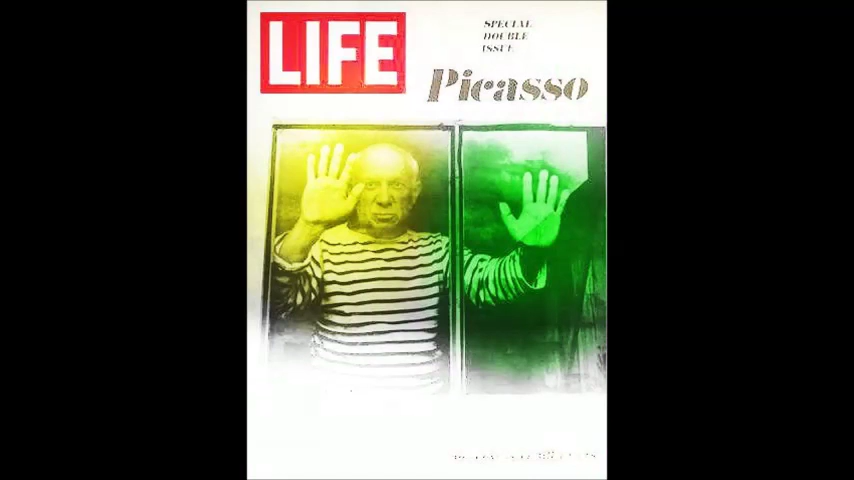 LIFE
SPECIAL
DOUBLE
ISSUE
Picasso